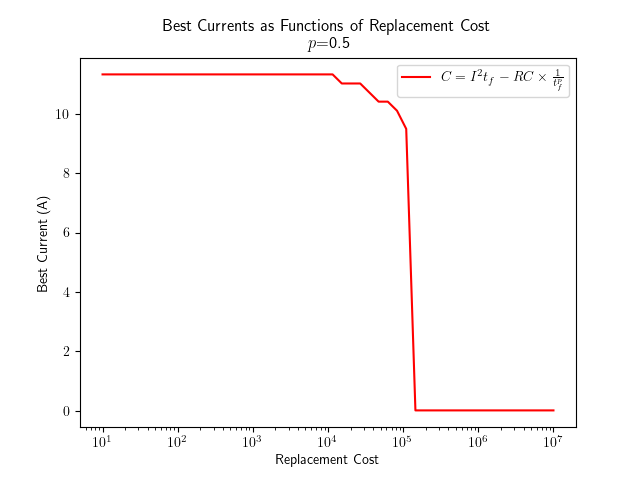 Best Currents as Functions of Replacement Cost
p=0.5
C = I²t_f − RC × 1/t_f^p
10
8
6
4
2
0
Best Current (A)
10¹ 10² 10³ 10⁴ 10⁵ 10⁶ 10⁷
Replacement Cost